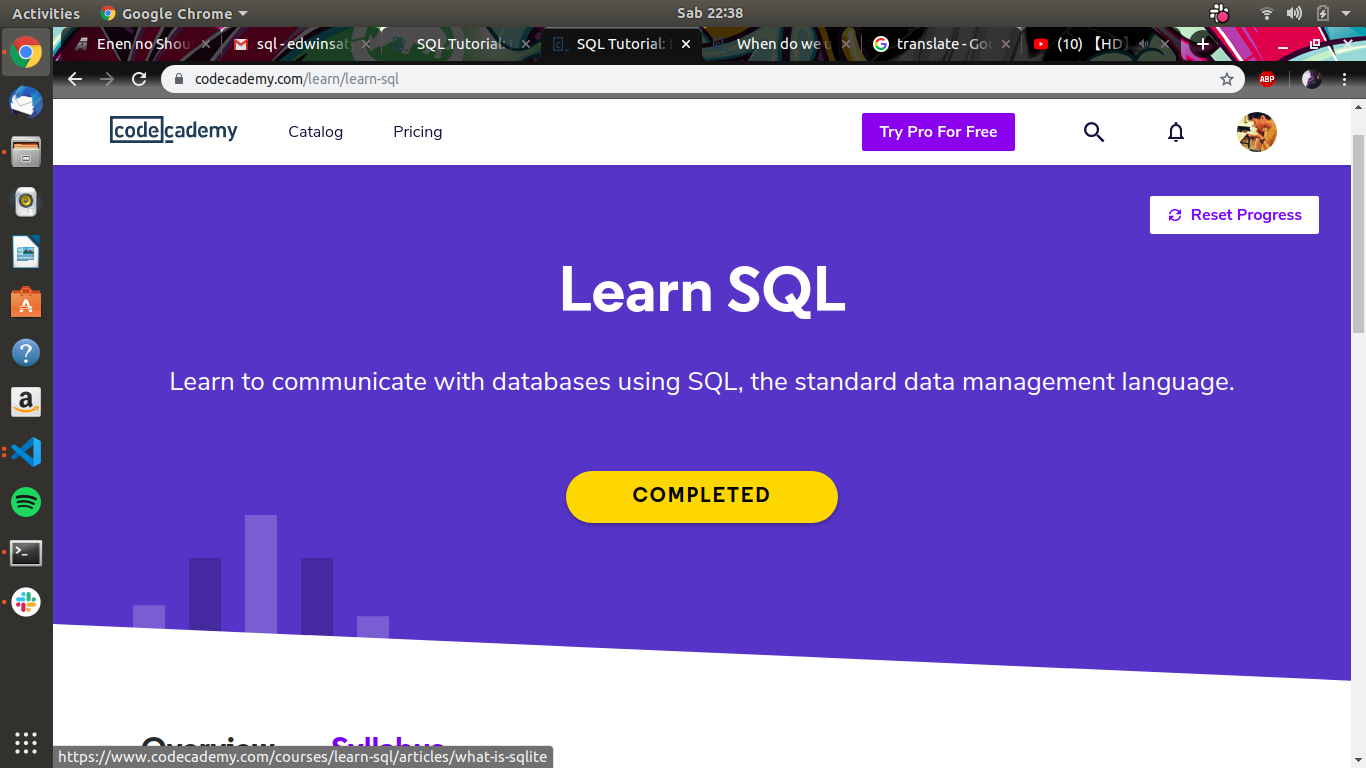 Activities
Google Chrome
Sab 22:38
Enen no Shou
sql - edwinsat
SQL Tutorial: L
SQL Tutorial: L
When do we u
translate - Goo
(10) 【HD】
codecademy.com/learn/learn-sql
ABP
codecademy
Catalog
Pricing
Try Pro For Free
Reset Progress
Learn SQL
Learn to communicate with databases using SQL, the standard data management language.
COMPLETED
Overview
Syllabus
https://www.codecademy.com/courses/learn-sql/articles/what-is-sqlite